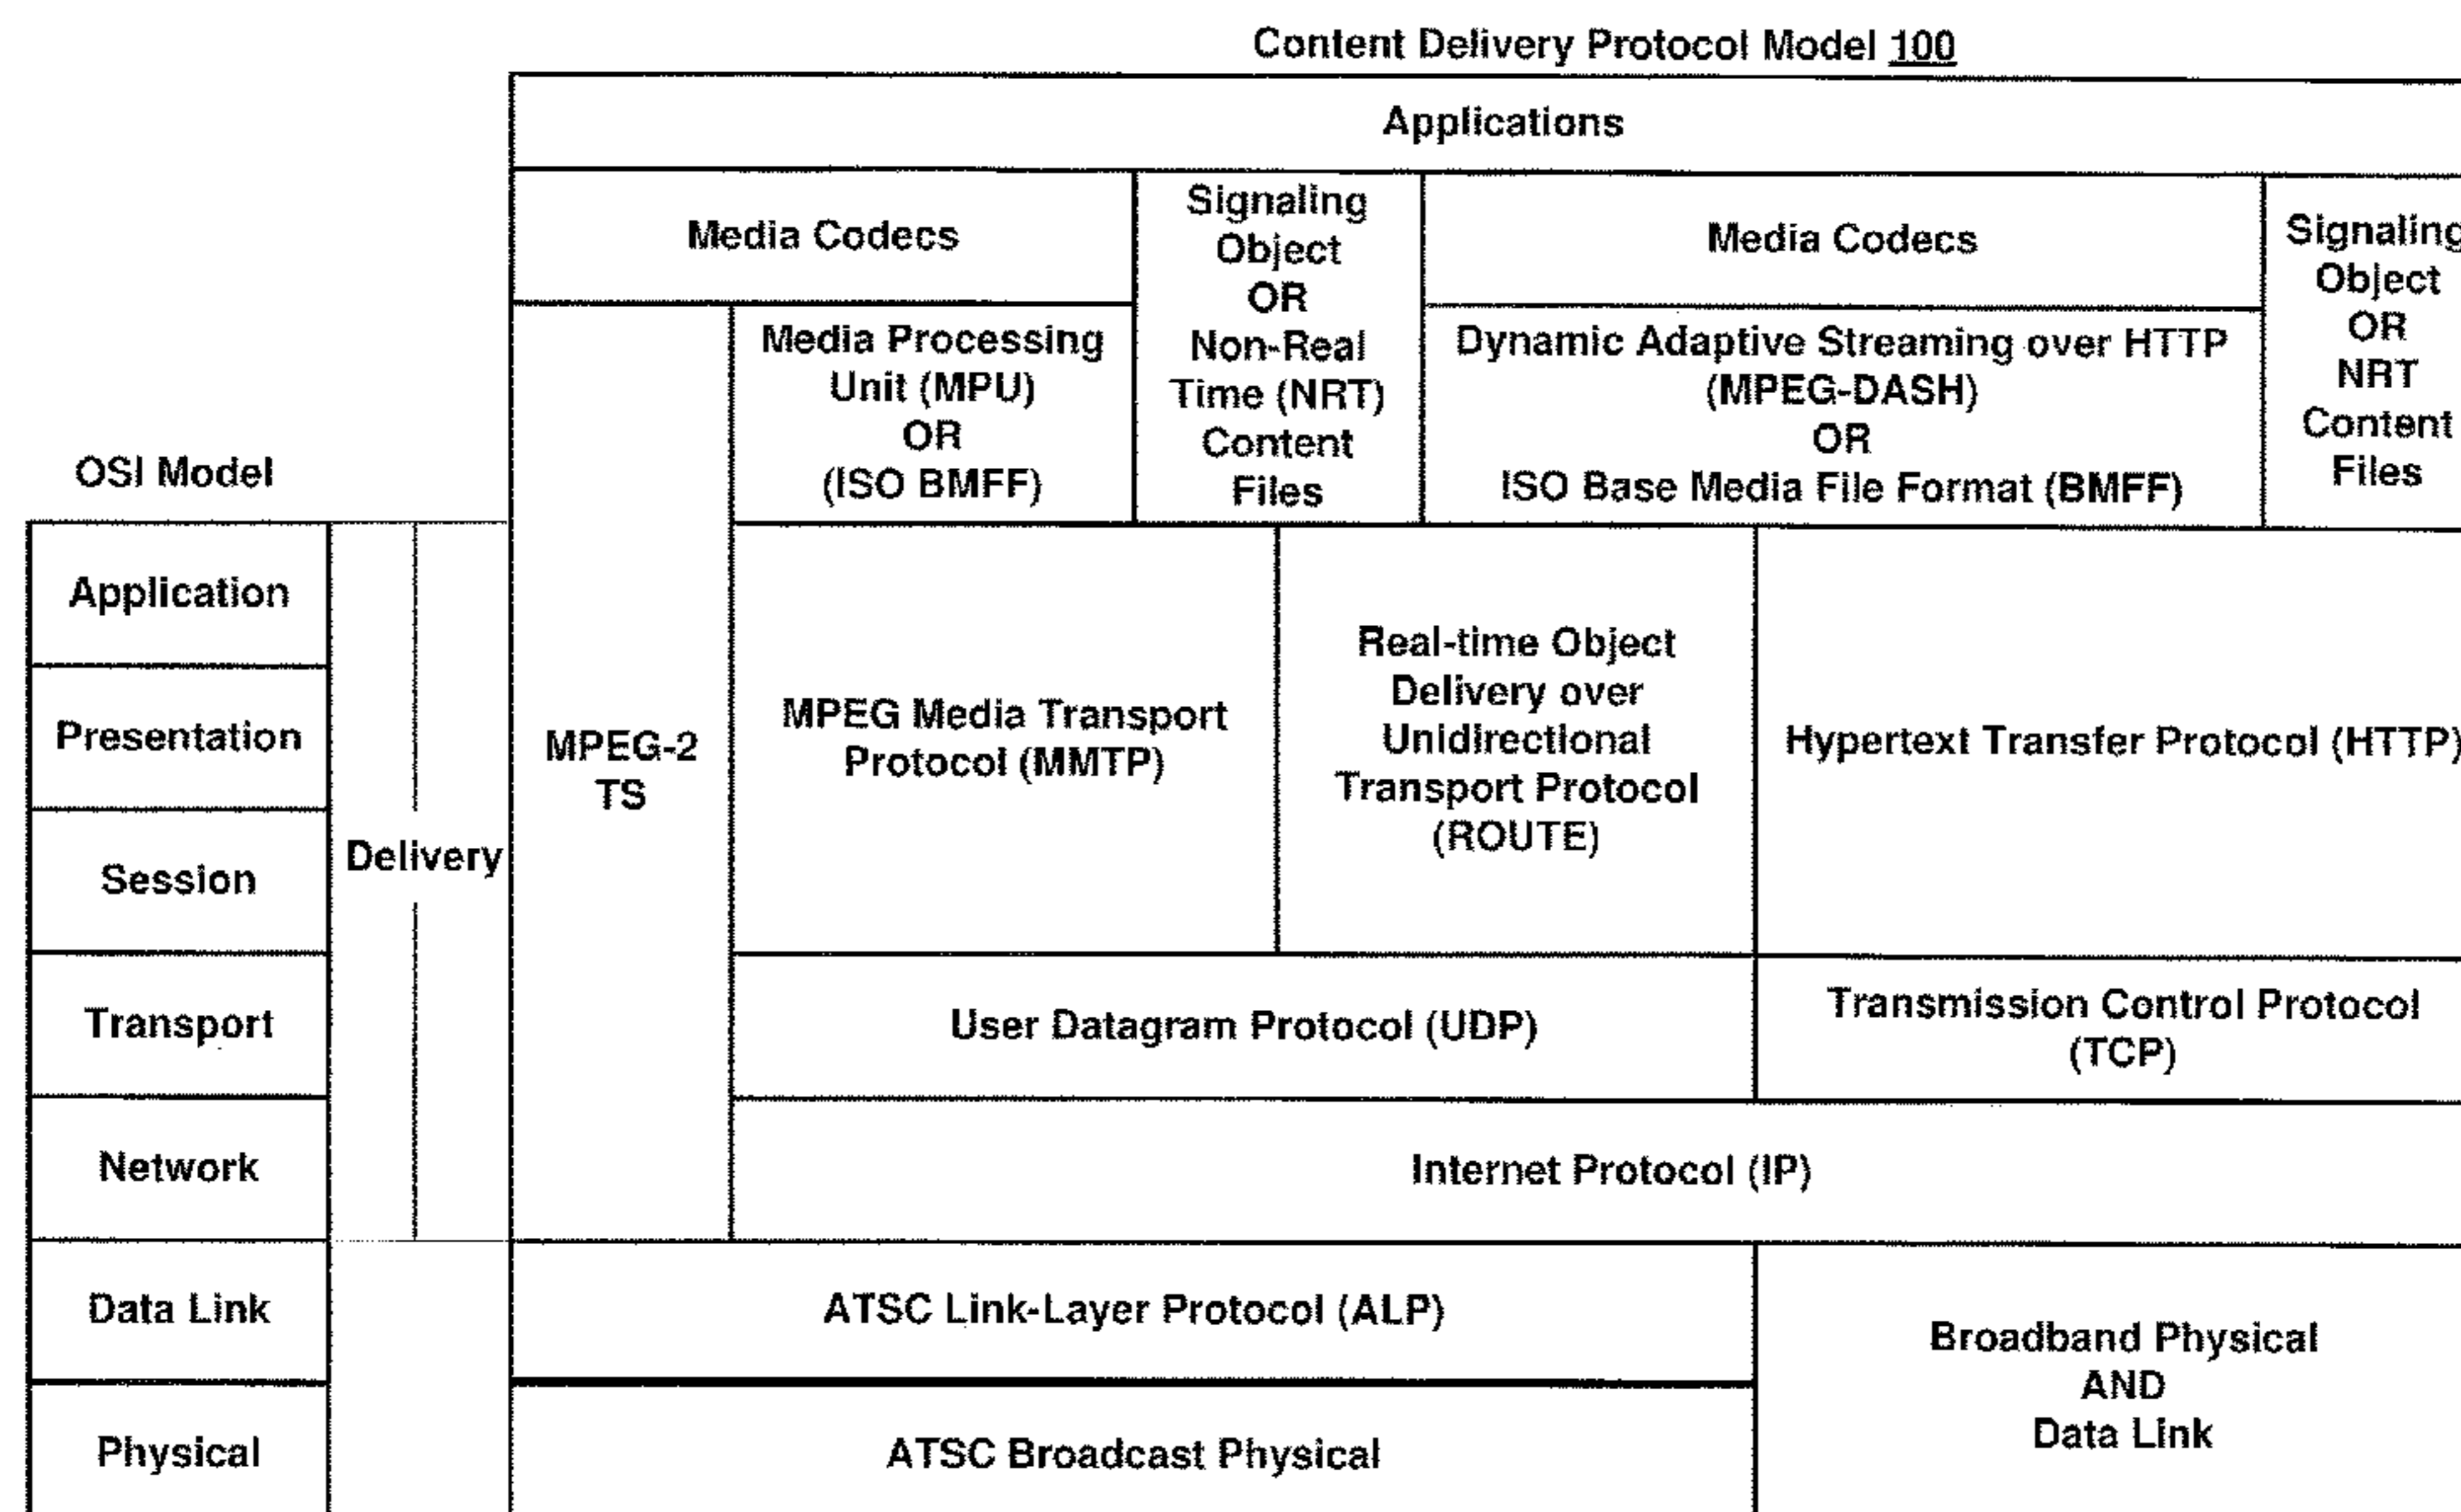 Content Delivery Protocol Model 100
Applications
Media Codecs
Signaling
Object
OR
Non-Real
Time (NRT)
Content
Files
Media Codecs
Signaling
Object
OR
NRT
Content
Files
Media Processing
Unit (MPU)
OR
(ISO BMFF)
Dynamic Adaptive Streaming over HTTP
(MPEG-DASH)
OR
ISO Base Media File Format (BMFF)
OSI Model
Application
Presentation
Session
Transport
Network
Data Link
Physical
Delivery
MPEG-2
TS
MPEG Media Transport
Protocol (MMTP)
Real-time Object
Delivery over
Unidirectional
Transport Protocol
(ROUTE)
Hypertext Transfer Protocol (HTTP)
User Datagram Protocol (UDP)
Transmission Control Protocol
(TCP)
Internet Protocol (IP)
ATSC Link-Layer Protocol (ALP)
Broadband Physical
AND
Data Link
ATSC Broadcast Physical